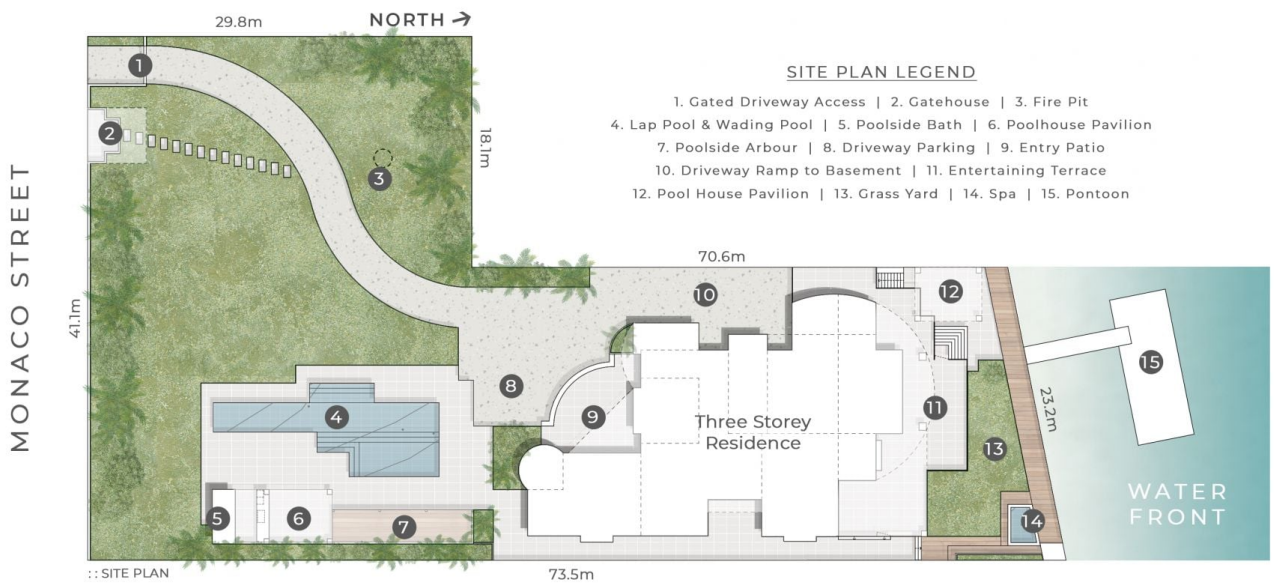 29.8m
NORTH →
SITE PLAN LEGEND
1. Gated Driveway Access | 2. Gatehouse | 3. Fire Pit
4. Lap Pool & Wading Pool | 5. Poolside Bath | 6. Poolhouse Pavilion
7. Poolside Arbour | 8. Driveway Parking | 9. Entry Patio
10. Driveway Ramp to Basement | 11. Entertaining Terrace
12. Pool House Pavilion | 13. Grass Yard | 14. Spa | 15. Pontoon
1
2
3
18.1m
MONACO STREET
41.1m
70.6m
10
12
15
8
4
9
11
Three Storey
Residence
23.2m
13
5
6
7
14
WATER
FRONT
:: SITE PLAN
73.5m